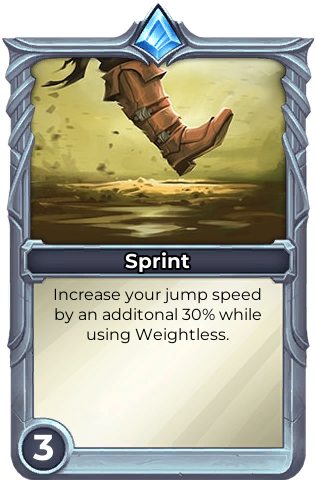 Sprint
Increase your jump speed
by an additonal 30% while
using Weightless.
3